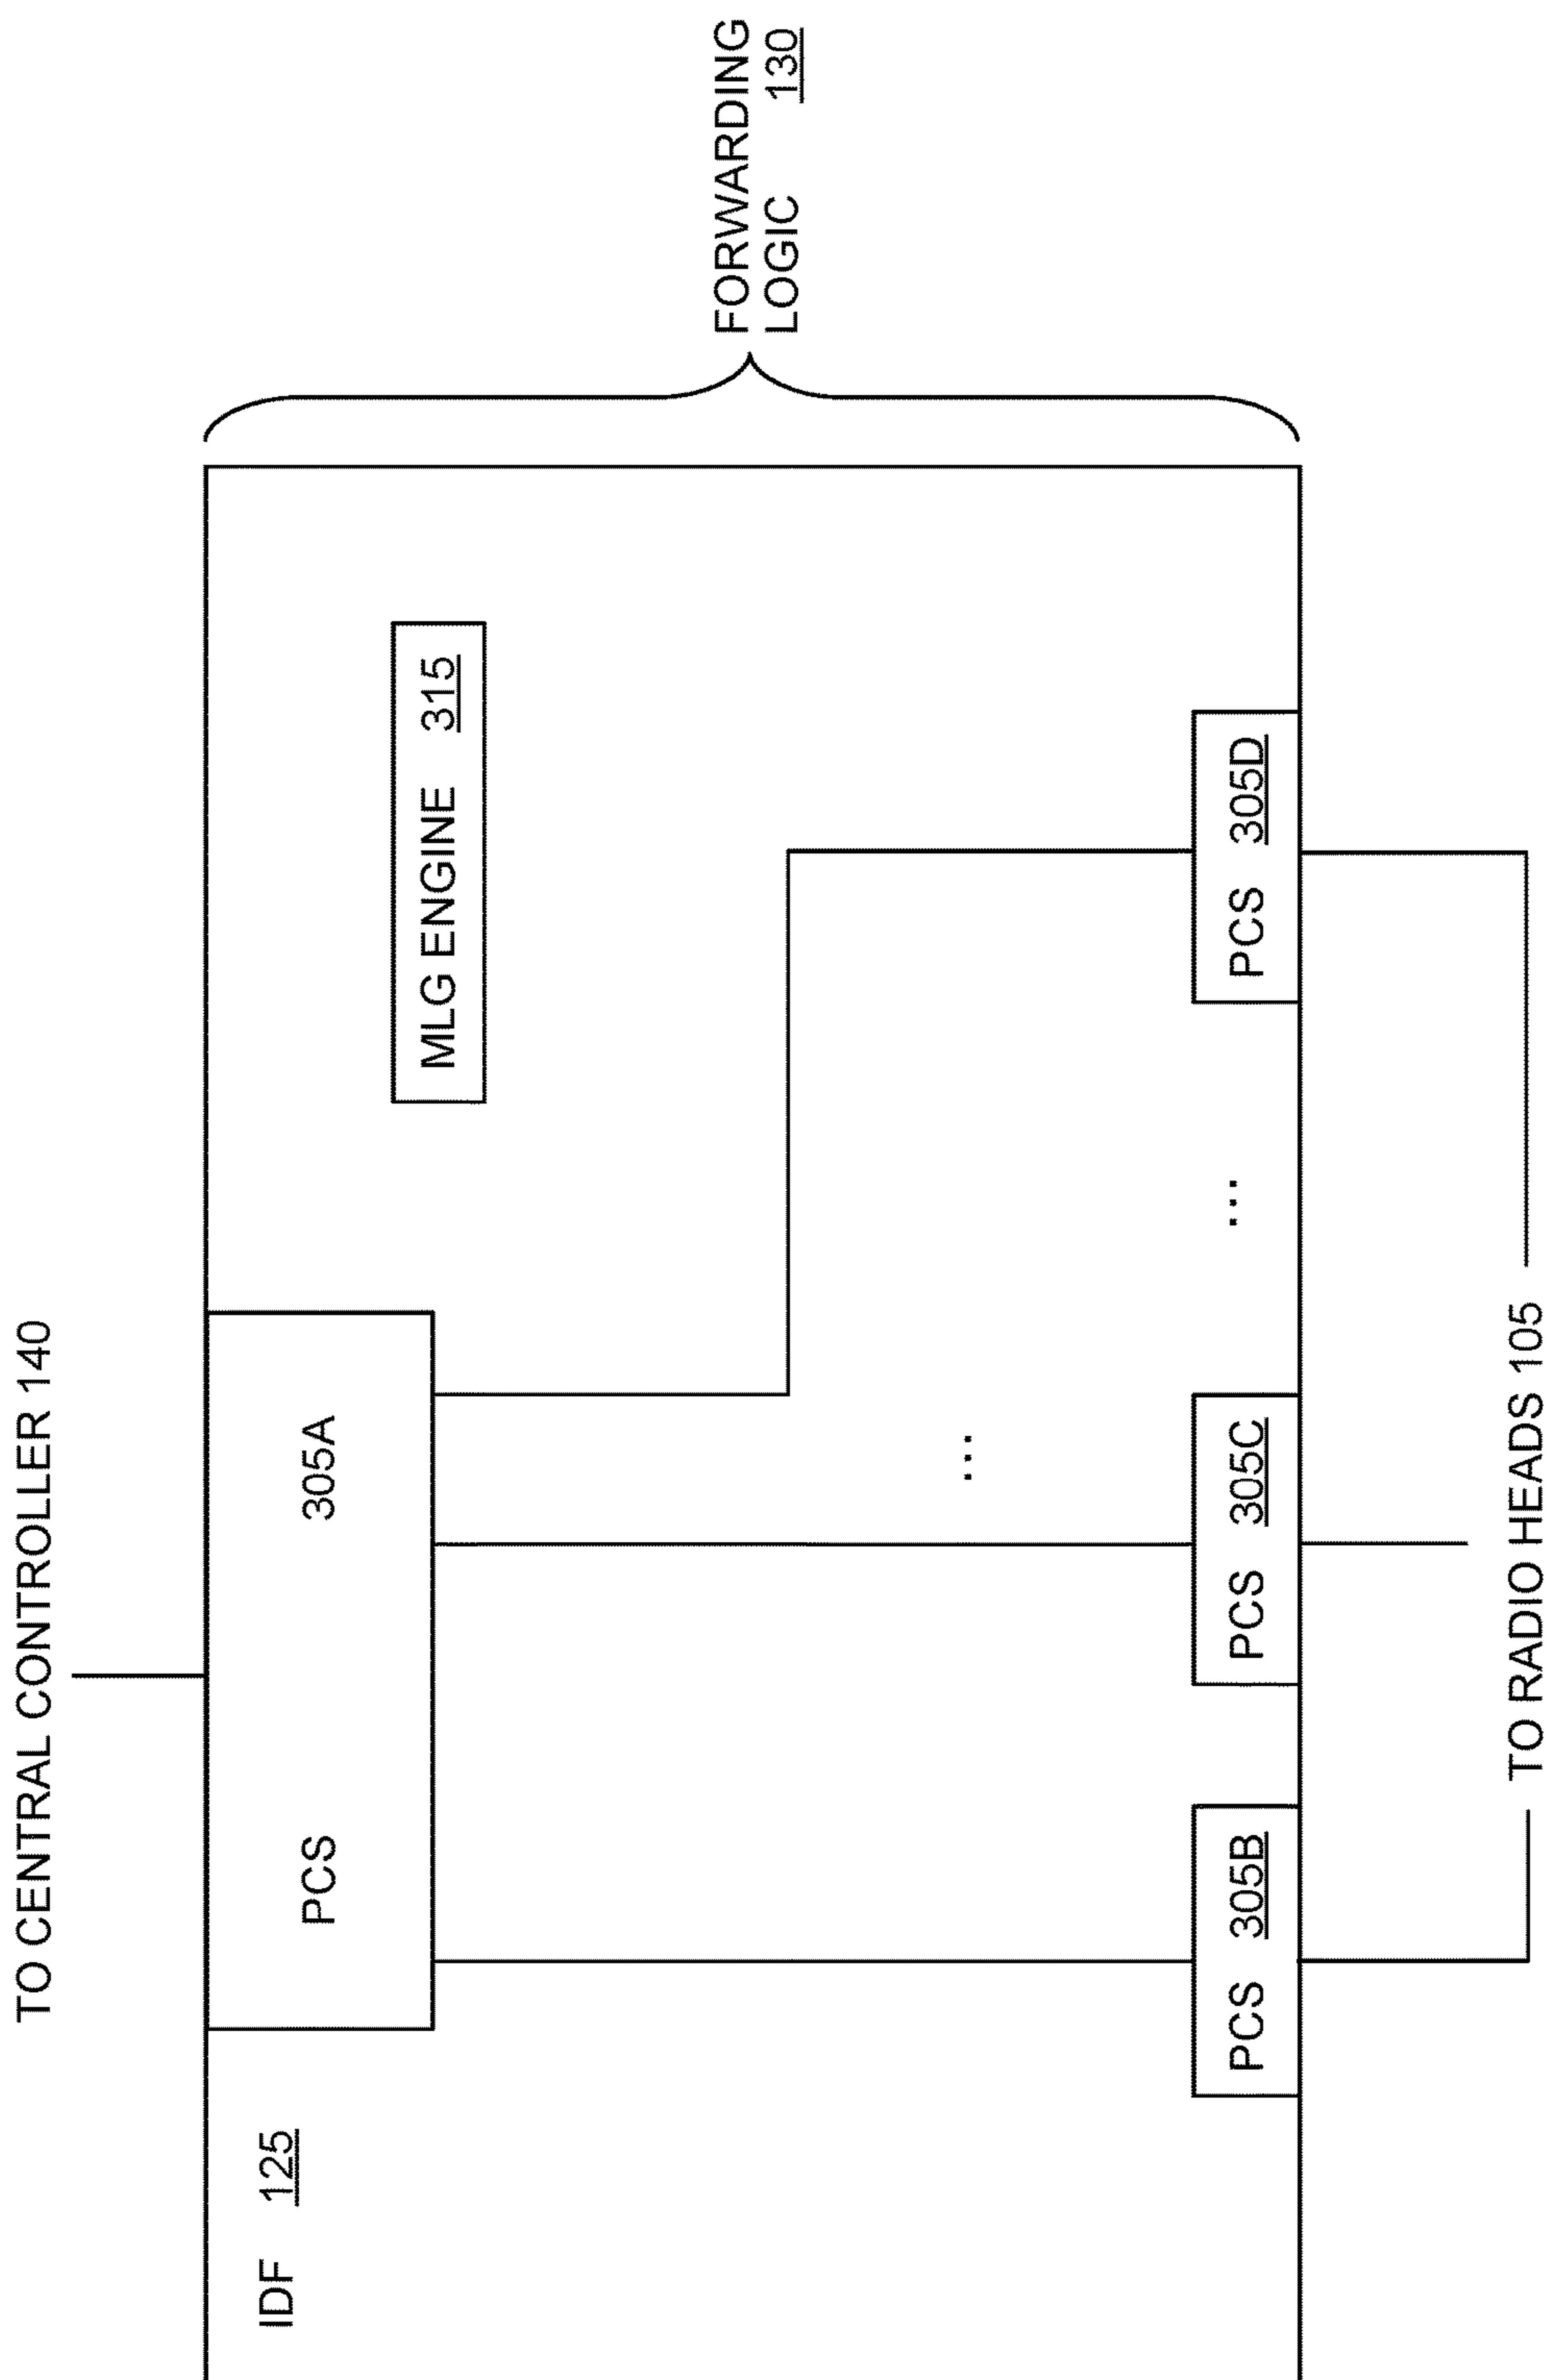 TO CENTRAL CONTROLLER 140
IDF 125
PCS 305A
MLG ENGINE 315
FORWARDING
LOGIC 130
...
PCS 305B
PCS 305C
...
PCS 305D
TO RADIO HEADS 105